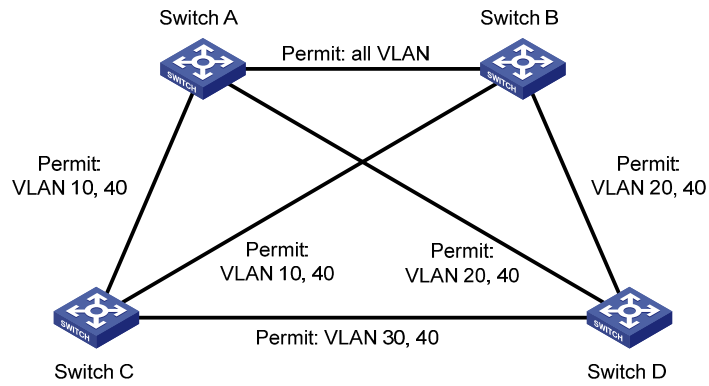 Switch A
Switch B
Permit: all VLAN
SWITCH
SWITCH
Permit:
VLAN 10, 40
Permit:
VLAN 20, 40
Permit:
VLAN 10, 40
Permit:
VLAN 20, 40
SWITCH
SWITCH
Permit: VLAN 30, 40
Switch C
Switch D